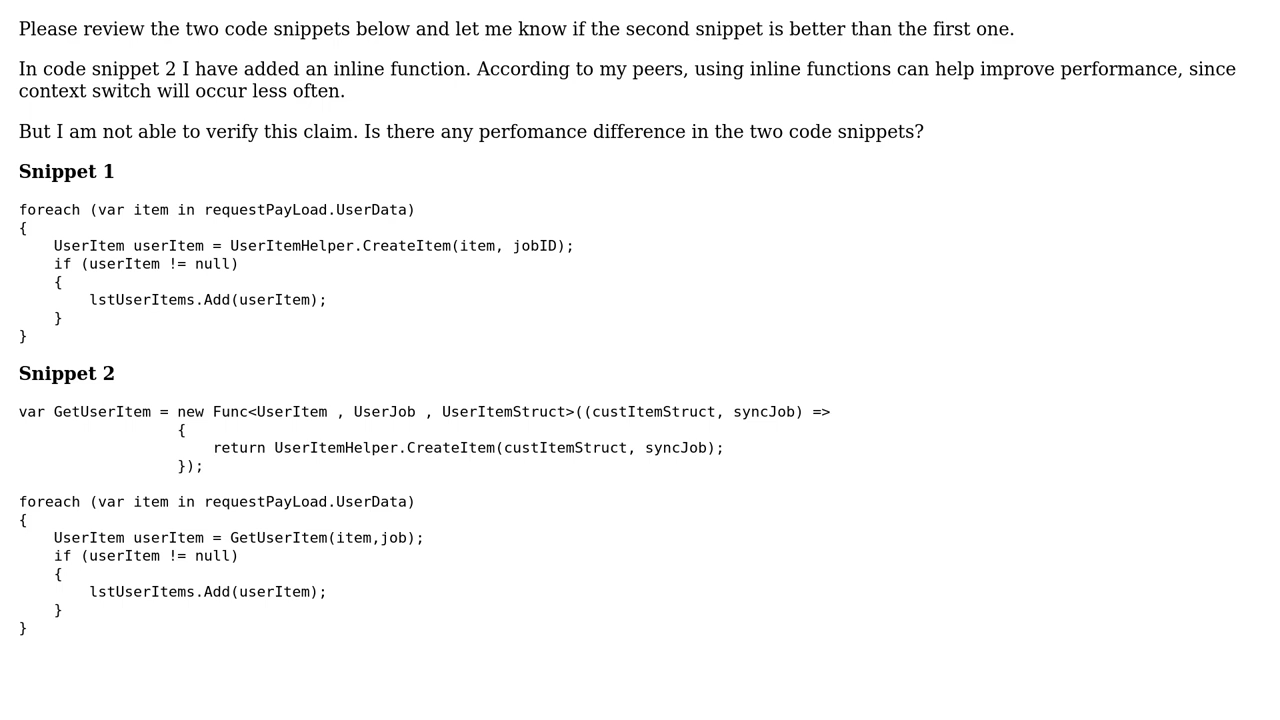 Please review the two code snippets below and let me know if the second snippet is better than the first one.
In code snippet 2 I have added an inline function. According to my peers, using inline functions can help improve performance, since
context switch will occur less often.
But I am not able to verify this claim. Is there any perfomance difference in the two code snippets?
Snippet 1
foreach (var item in requestPayLoad.UserData)
{
    UserItem userItem = UserItemHelper.CreateItem(item, jobID);
    if (userItem != null)
    {
        lstUserItems.Add(userItem);
    }
}
Snippet 2
var GetUserItem = new Func<UserItem , UserJob , UserItemStruct>((custItemStruct, syncJob) =>
                  {
                      return UserItemHelper.CreateItem(custItemStruct, syncJob);
                  });
foreach (var item in requestPayLoad.UserData)
{
    UserItem userItem = GetUserItem(item,job);
    if (userItem != null)
    {
        lstUserItems.Add(userItem);
    }
}